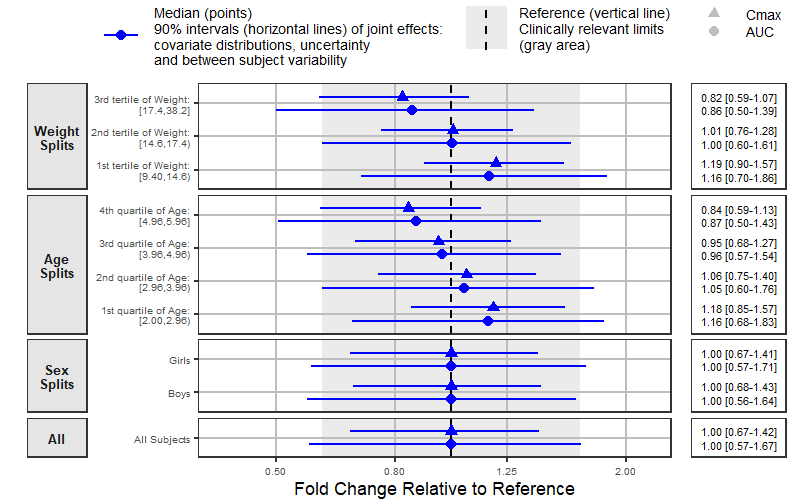 Median (points)
90% intervals (horizontal lines) of joint effects:
covariate distributions, uncertainty
and between subject variability
Reference (vertical line)
Clinically relevant limits
(gray area)
Cmax
AUC
Weight
Splits
3rd tertile of Weight:
[17.4,38.2]
2nd tertile of Weight:
[14.6,17.4)
1st tertile of Weight:
[9.40,14.6)
0.82 [0.59-1.07]
0.86 [0.50-1.39]
1.01 [0.76-1.28]
1.00 [0.60-1.61]
1.19 [0.90-1.57]
1.16 [0.70-1.86]
Age
Splits
4th quartile of Age:
[4.96,5.96]
3rd quartile of Age:
[3.96,4.96)
2nd quartile of Age:
[2.96,3.96)
1st quartile of Age:
[2.00,2.96)
0.84 [0.59-1.13]
0.87 [0.50-1.43]
0.95 [0.68-1.27]
0.96 [0.57-1.54]
1.06 [0.75-1.40]
1.05 [0.60-1.76]
1.18 [0.85-1.57]
1.16 [0.68-1.83]
Sex
Splits
Girls
Boys
1.00 [0.67-1.41]
1.00 [0.57-1.71]
1.00 [0.68-1.43]
1.00 [0.56-1.64]
All
All Subjects
1.00 [0.67-1.42]
1.00 [0.57-1.67]
0.50
0.80
1.25
2.00
Fold Change Relative to Reference